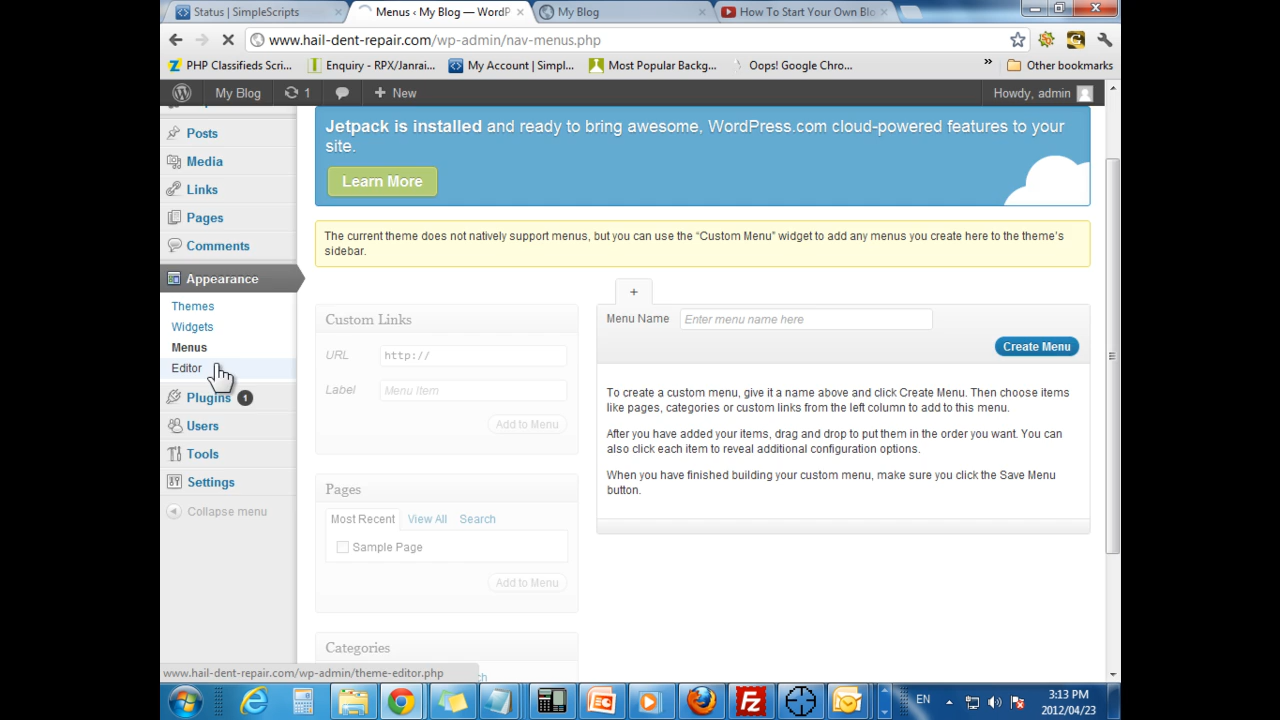 Status | SimpleScripts
Menus ‹ My Blog — WordP
My Blog
How To Start Your Own Blo
www.hail-dent-repair.com/wp-admin/nav-menus.php
PHP Classifieds Scri...
Enquiry - RPX/Janrai...
My Account | Simpl...
Most Popular Backg...
Oops! Google Chro...
»
Other bookmarks
My Blog
1
+ New
Howdy, admin
Posts
Media
Links
Pages
Comments
Appearance
Themes
Widgets
Menus
Editor
Plugins 1
Users
Tools
Settings
Collapse menu
Jetpack is installed and ready to bring awesome, WordPress.com cloud-powered features to your
site.
Learn More
The current theme does not natively support menus, but you can use the “Custom Menu” widget to add any menus you create here to the theme’s
sidebar.
Custom Links
URL http://
Label Menu Item
Add to Menu
Pages
Most Recent View All Search
Sample Page
Add to Menu
Categories
+
Menu Name Enter menu name here
Create Menu
To create a custom menu, give it a name above and click Create Menu. Then choose items
like pages, categories or custom links from the left column to add to this menu.
After you have added your items, drag and drop to put them in the order you want. You can
also click each item to reveal additional configuration options.
When you have finished building your custom menu, make sure you click the Save Menu
button.
www.hail-dent-repair.com/wp-admin/theme-editor.php
EN
3:13 PM
2012/04/23